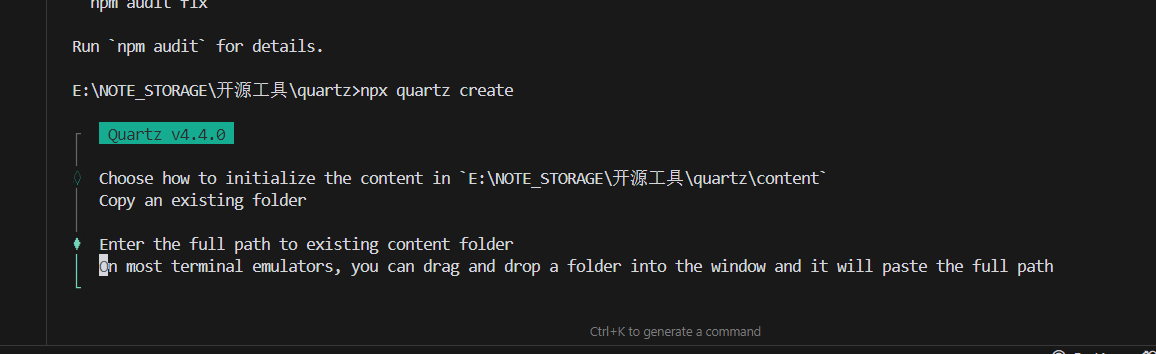 `npm audit fix`
Run `npm audit` for details.
E:\NOTE_STORAGE\开源工具\quartz>npx quartz create
Quartz v4.4.0
Choose how to initialize the content in `E:\NOTE_STORAGE\开源工具\quartz\content`
Copy an existing folder
Enter the full path to existing content folder
On most terminal emulators, you can drag and drop a folder into the window and it will paste the full path
Ctrl+K to generate a command